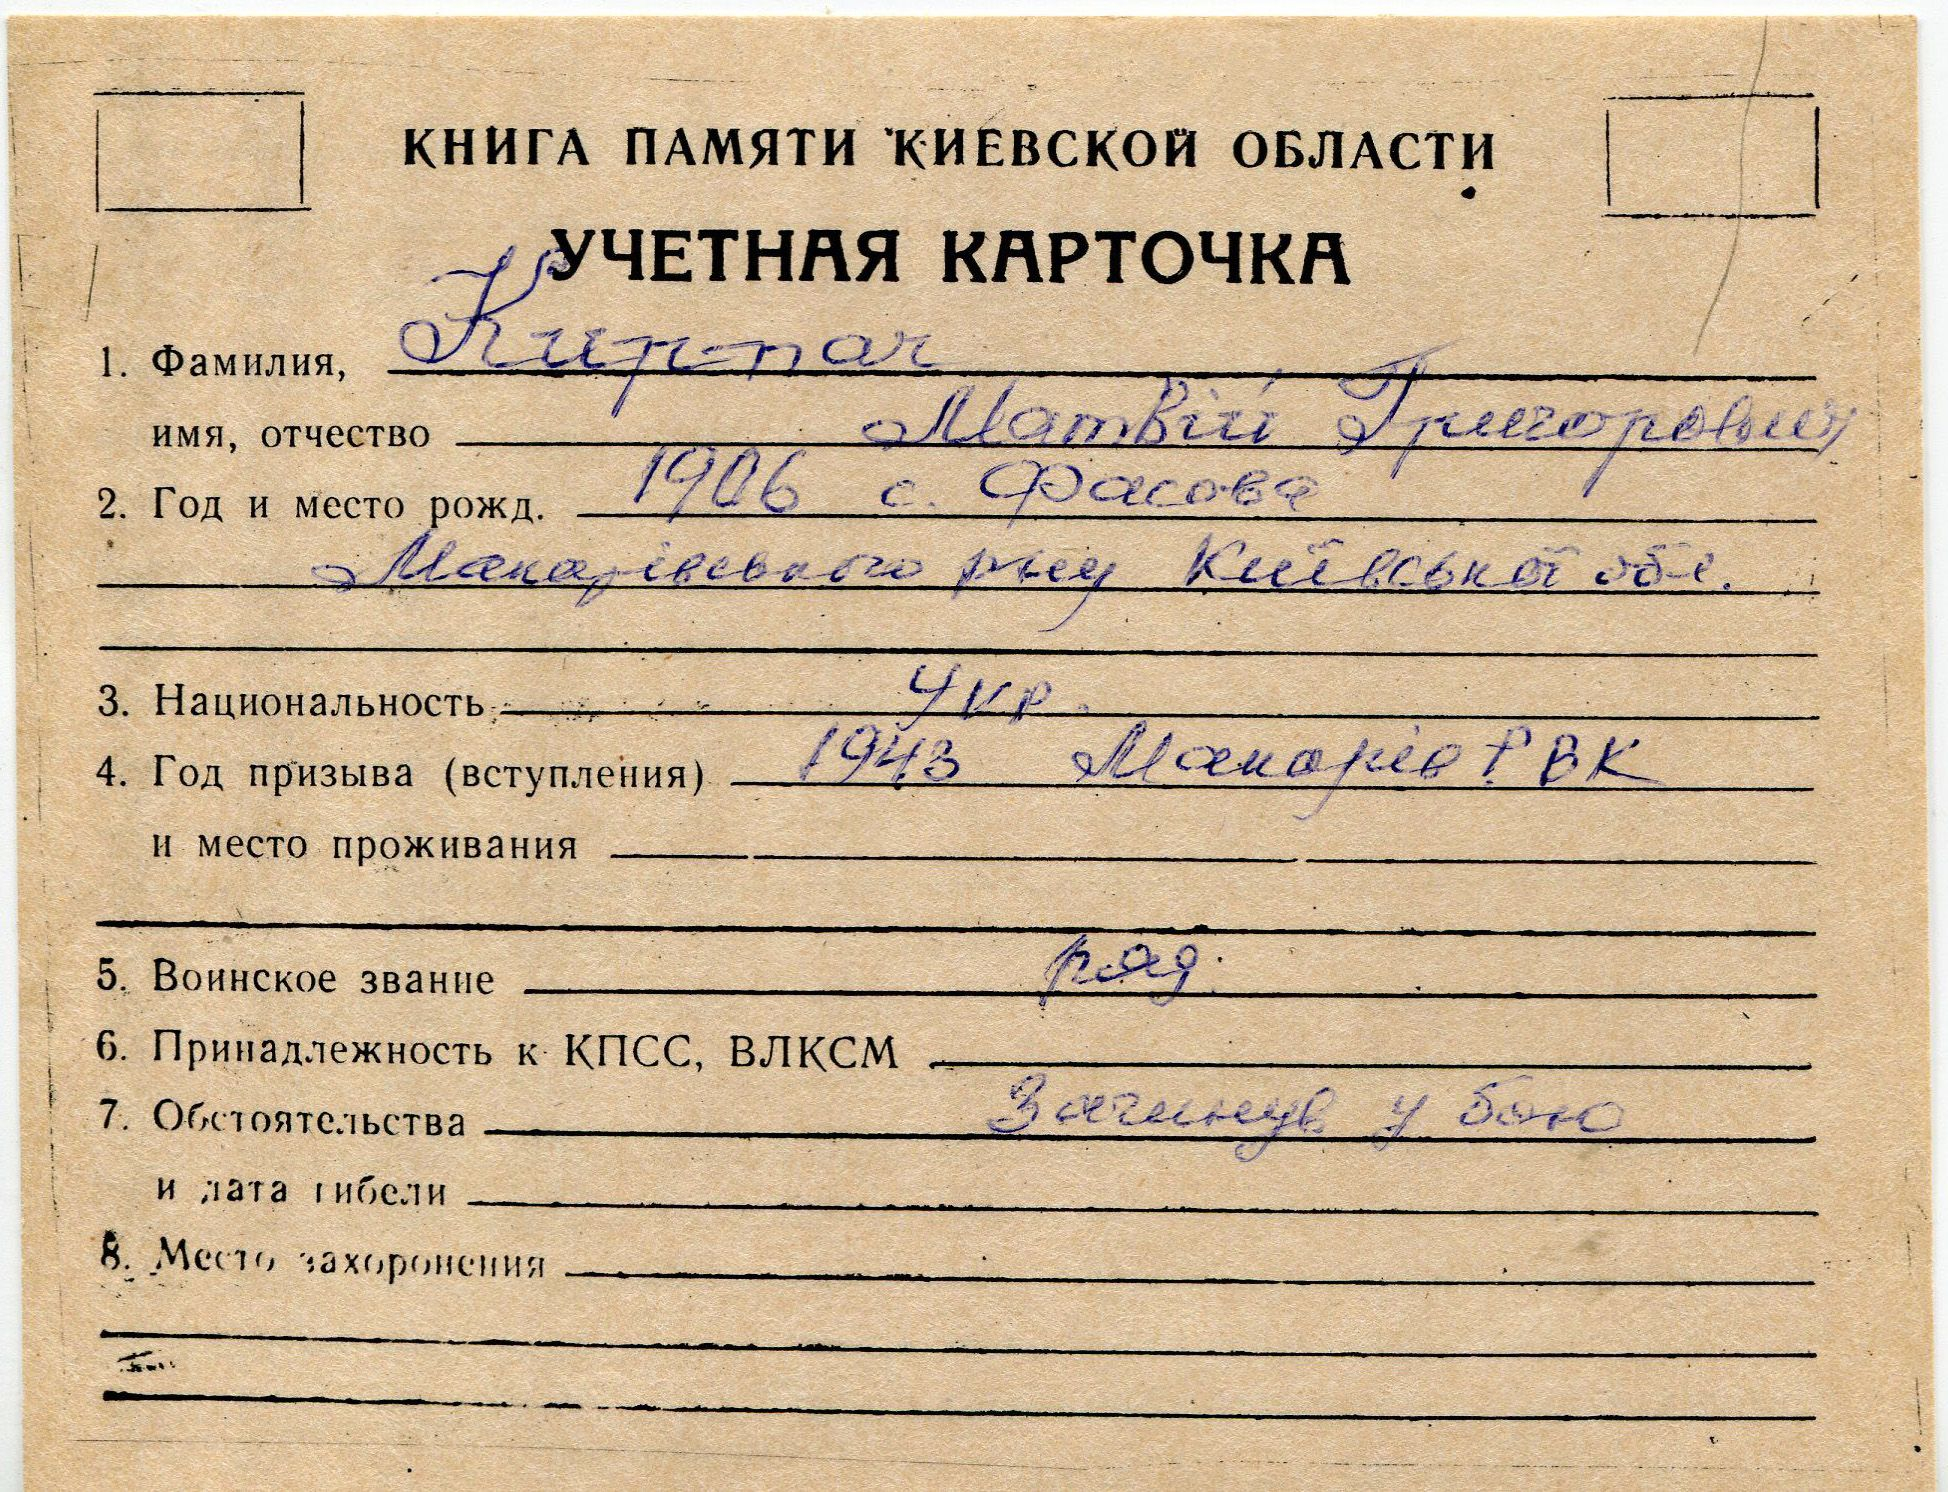 КНИГА ПАМЯТИ КИЕВСКОЙ ОБЛАСТИ
УЧЕТНАЯ КАРТОЧКА
1. Фамилия, Кирпач
имя, отчество Матвій Григорович
2. Год и место рожд. 1906 с. Фасова
Макарівського р-ну Київської обл.
3. Национальность Укр.
4. Год призыва (вступления) 1943 Макарів РВК
и место проживания
5. Воинское звание ряд.
6. Принадлежность к КПСС, ВЛКСМ
7. Обстоятельства Загинув у бою
и дата гибели
8. Место захоронения